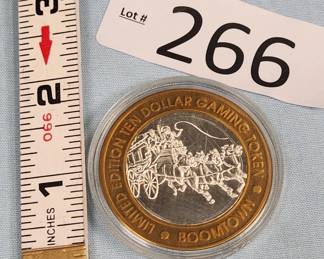 Lot # 266
3
2
066
1
INCHES
LIMITED EDITION TEN DOLLAR GAMING TOKEN
BOOMTOWN